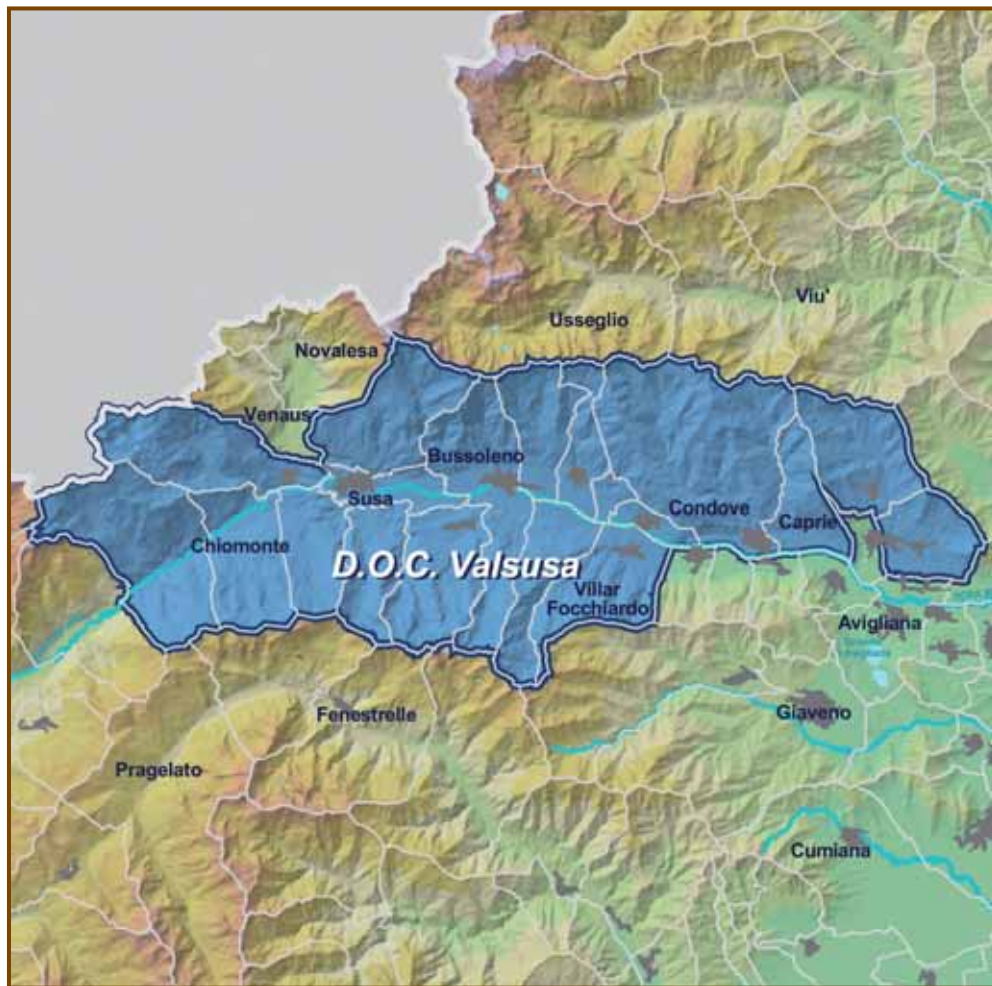 Viu'
Usseglio
Novalesa
Venaus
Bussoleno
Susa
Condove
Caprie
Chiomonte
D.O.C. Valsusa
Villar
Focchiardo
Avigliana
Giaveno
Fenestrelle
Pragelato
Cumiana